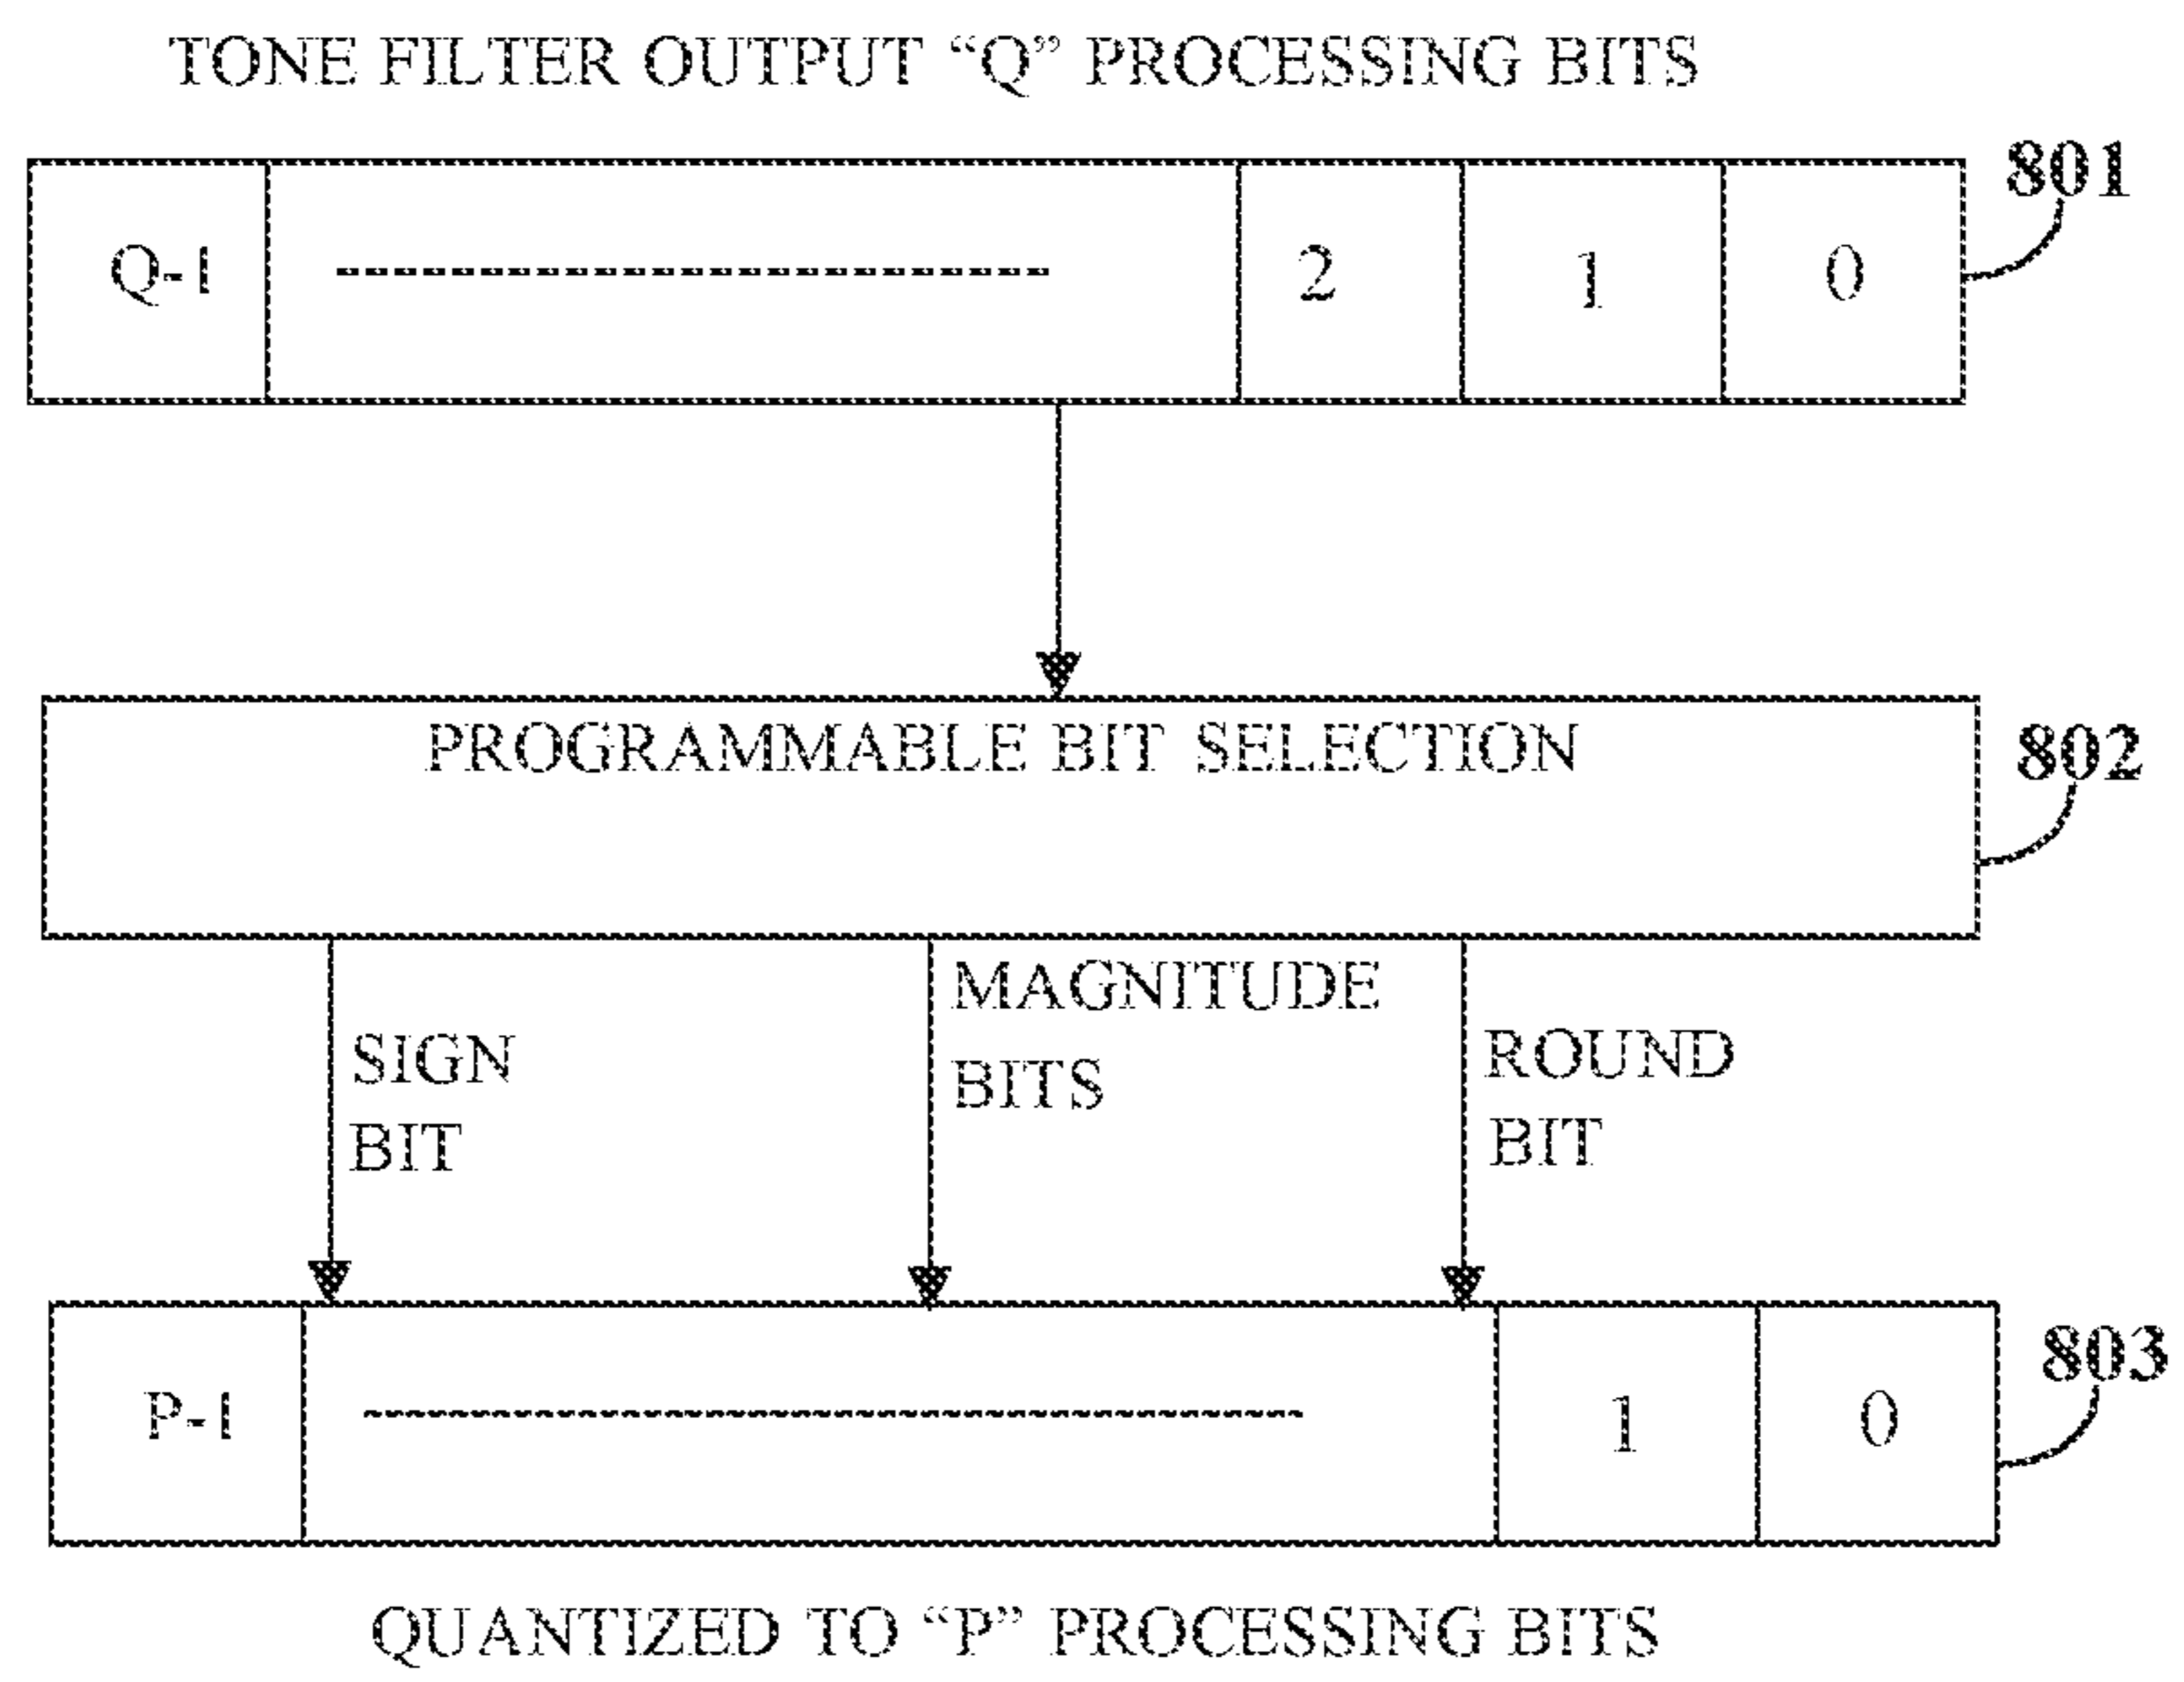 TONE FILTER OUTPUT “Q” PROCESSING BITS
801
Q-1
2
1
0
PROGRAMMABLE BIT SELECTION
802
SIGN
BIT
MAGNITUDE
BITS
ROUND
BIT
803
P-1
1
0
QUANTIZED TO “P” PROCESSING BITS